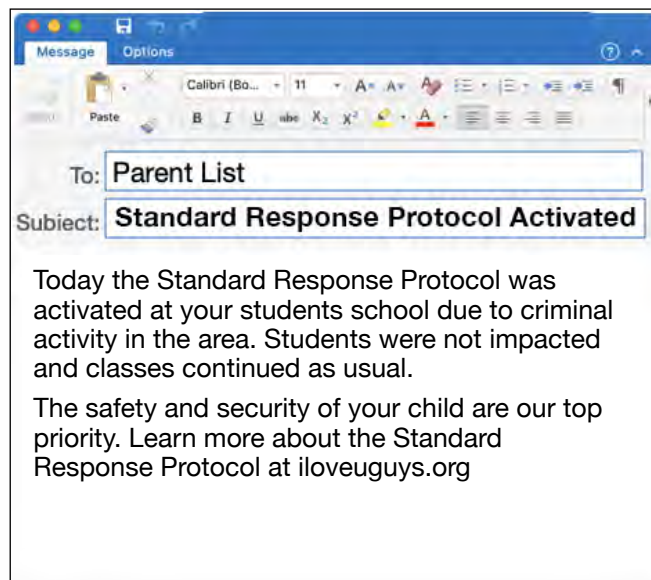 Message Options
Calibri (Bo... 11 A A
Paste B I U abc X₂ X² A
To: Parent List
Subject: Standard Response Protocol Activated
Today the Standard Response Protocol was
activated at your students school due to criminal
activity in the area. Students were not impacted
and classes continued as usual.
The safety and security of your child are our top
priority. Learn more about the Standard
Response Protocol at iloveuguys.org